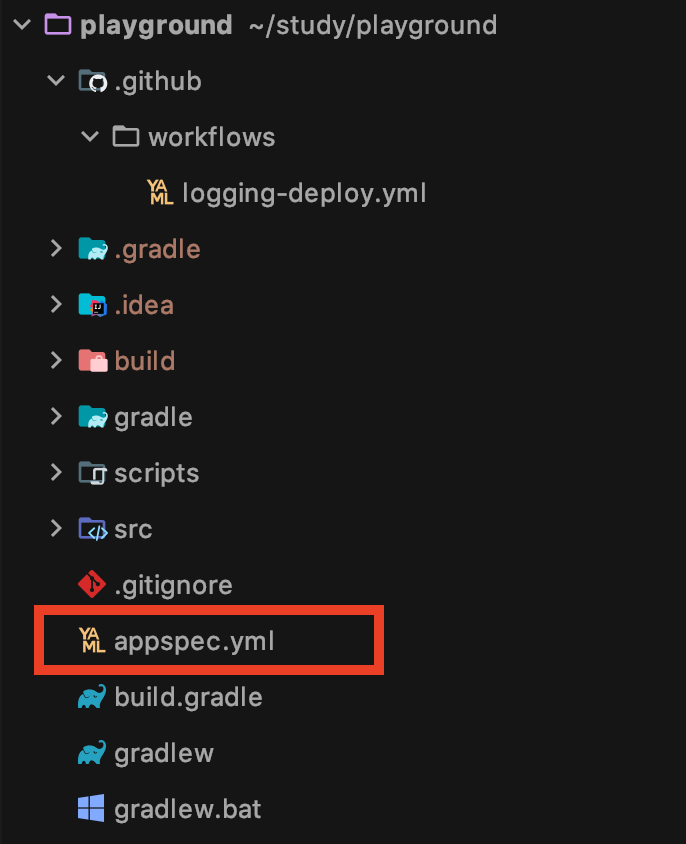 playground ~/study/playground
.github
workflows
YAML logging-deploy.yml
.gradle
.idea
build
gradle
scripts
src
.gitignore
YAML appspec.yml
build.gradle
gradlew
gradlew.bat